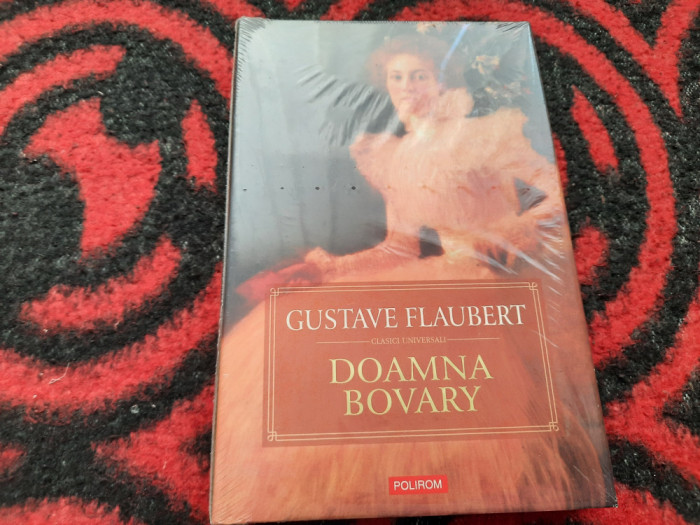 GUSTAVE FLAUBERT
CLASICI UNIVERSALI
DOAMNA
BOVARY
POLIROM